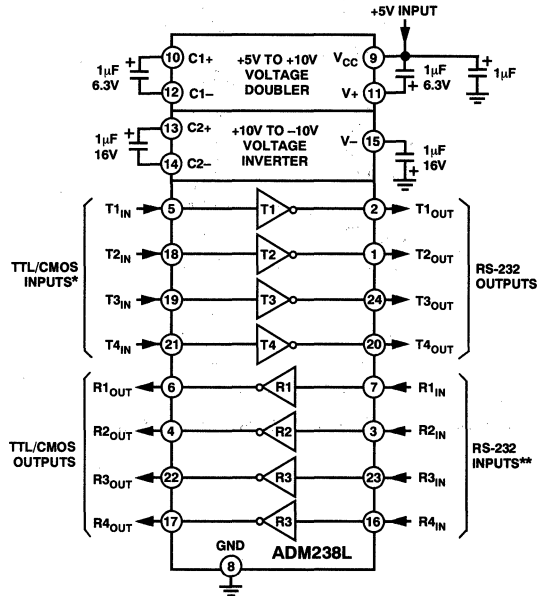 +5V INPUT
10 C1+ +5V TO +10V VCC 9
1µF
6.3V
VOLTAGE
DOUBLER
+ 1µF
6.3V
+ 1µF
12 C1– V+ 11
13 C2+ +10V TO –10V
1µF
16V
VOLTAGE
INVERTER
V– 15
14 C2–
1µF
16V
T1IN 5 T1 2 T1OUT
T2IN 18 T2 1 T2OUT
TTL/CMOS
INPUTS*
RS-232
OUTPUTS
T3IN 19 T3 24 T3OUT
T4IN 21 T4 20 T4OUT
R1OUT 6 R1 7 R1IN
R2OUT 4 R2 3 R2IN
TTL/CMOS
OUTPUTS
RS-232
INPUTS**
R3OUT 22 R3 23 R3IN
R4OUT 17 R3 16 R4IN
GND
8
ADM238L